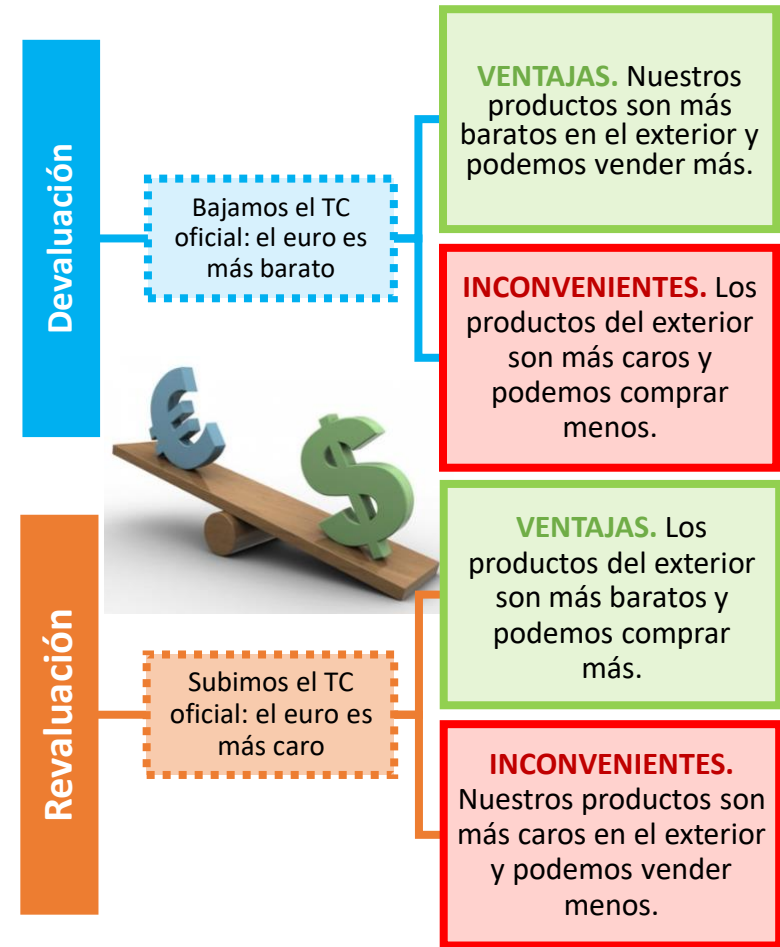 Devaluación
Bajamos el TC
oficial: el euro es
más barato
VENTAJAS. Nuestros
productos son más
baratos en el exterior y
podemos vender más.
INCONVENIENTES. Los
productos del exterior
son más caros y
podemos comprar
menos.
€
$
Revaluación
Subimos el TC
oficial: el euro es
más caro
VENTAJAS. Los
productos del exterior
son más baratos y
podemos comprar
más.
INCONVENIENTES.
Nuestros productos son
más caros en el exterior
y podemos vender
menos.